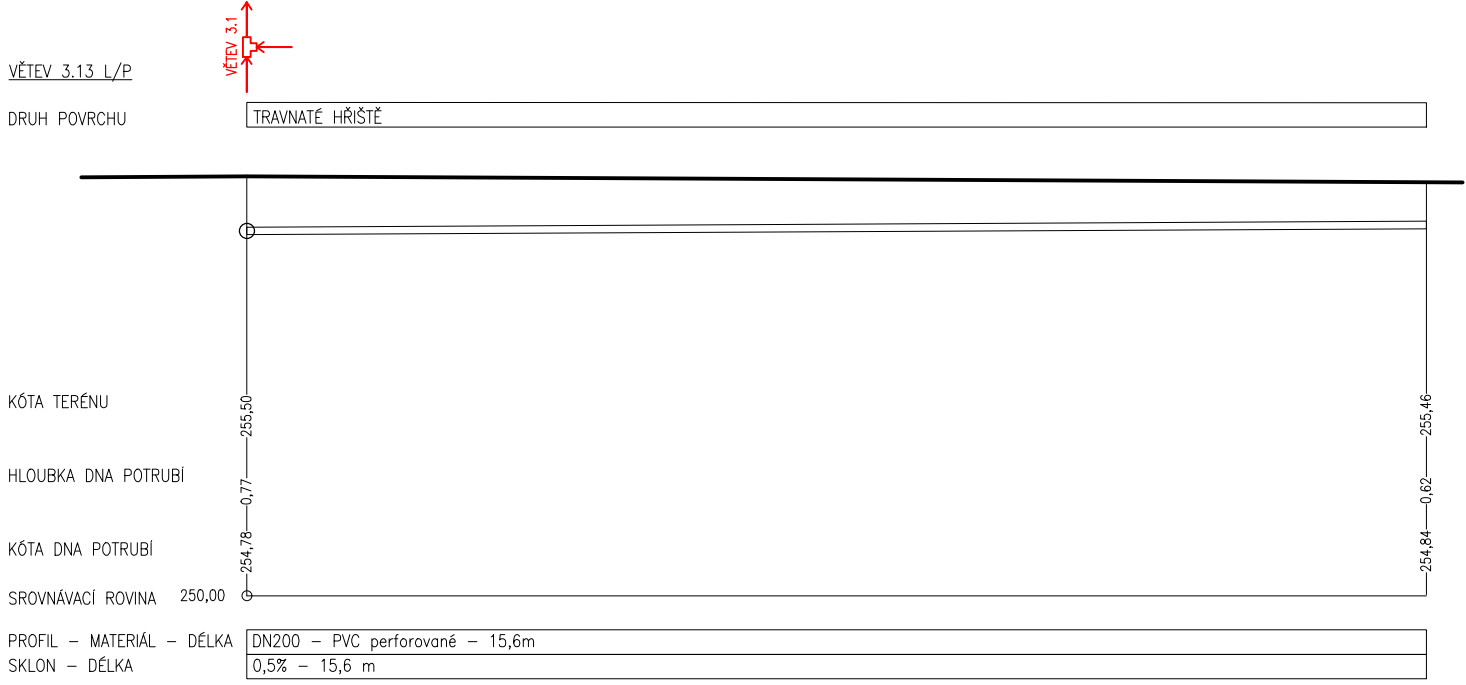 VĚTEV 3.1
VĚTEV 3.13 L/P
DRUH POVRCHU
TRAVNATÉ HŘIŠTĚ
KÓTA TERÉNU
255,50
255,46
HLOUBKA DNA POTRUBÍ
0,77
0,62
KÓTA DNA POTRUBÍ
254,78
254,84
SROVNÁVACÍ ROVINA 250,00
PROFIL – MATERIÁL – DÉLKA
DN200 – PVC perforované – 15,6m
SKLON – DÉLKA
0,5% – 15,6 m